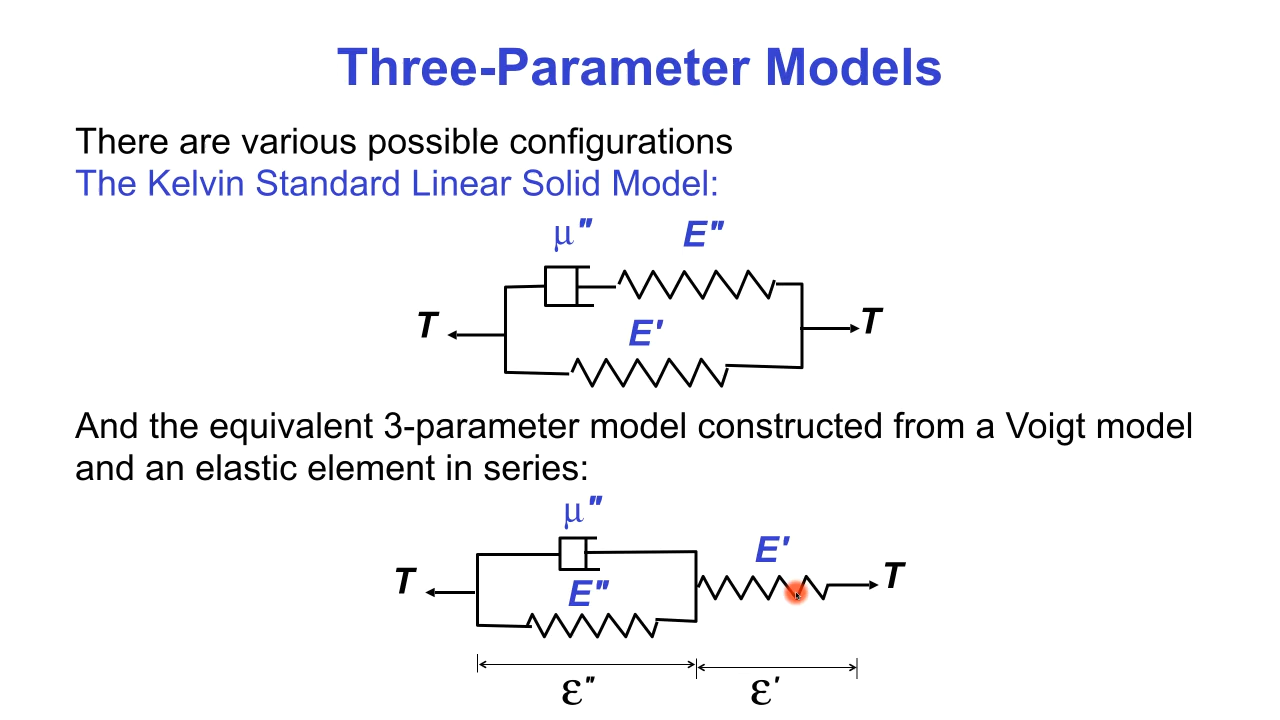 Three-Parameter Models
There are various possible configurations
The Kelvin Standard Linear Solid Model:
μ" E"
T E' T
And the equivalent 3-parameter model constructed from a Voigt model
and an elastic element in series:
μ"
E'
T E" T
ε" ε'